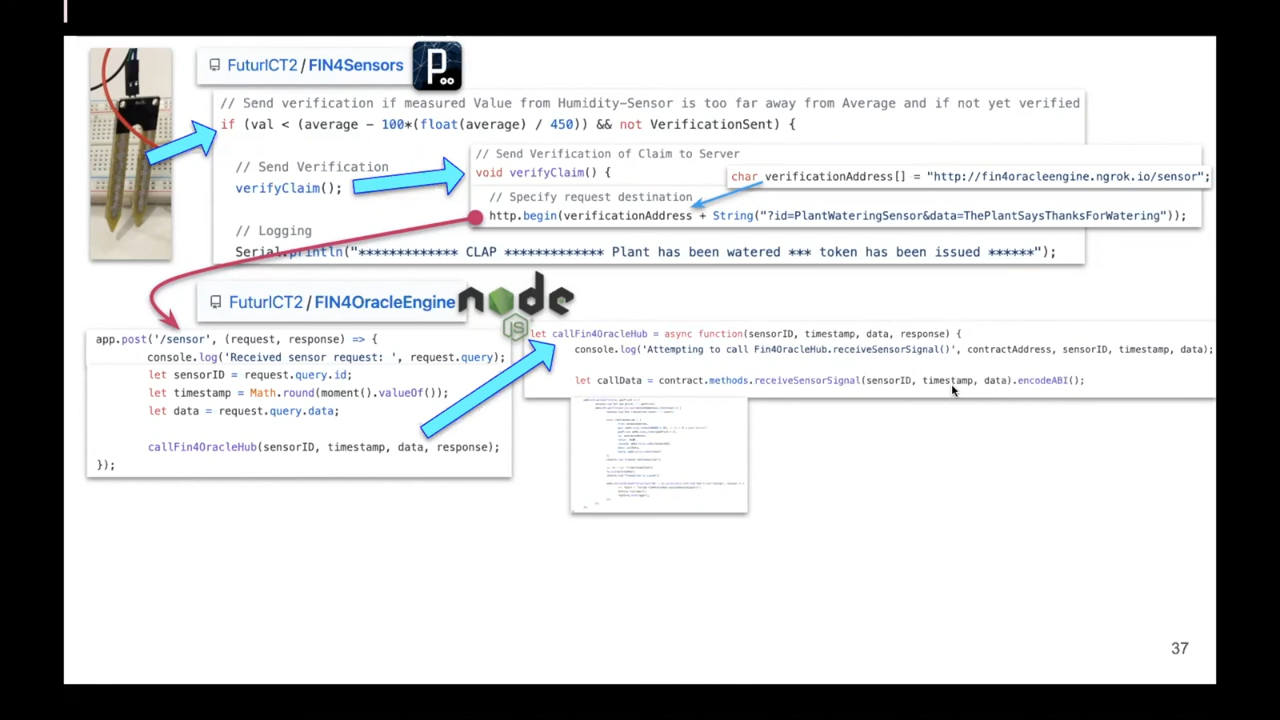 FuturICT2/FIN4Sensors
P
// Send verification if measured Value from Humidity-Sensor is too far away from Average and if not yet verified
if (val < (average - 100*(float(average) / 450)) && not VerificationSent) {
// Send Verification
verifyClaim();
// Logging
Serial.println("************* CLAP ************* Plant has been watered *** token has been issued ******");
// Send Verification of Claim to Server
void verifyClaim() {
char verificationAddress[] = "http://fin4oracleengine.ngrok.io/sensor";
// Specify request destination
http.begin(verificationAddress + String("?id=PlantWateringSensor&data=ThePlantSaysThanksForWatering"));
FuturICT2/FIN4OracleEngine
node
JS
app.post('/sensor', (request, response) => {
console.log('Received sensor request: ', request.query);
let sensorID = request.query.id;
let timestamp = Math.round(moment().valueOf());
let data = request.query.data;
callFin4OracleHub(sensorID, timestamp, data, response);
});
let callFin4OracleHub = async function(sensorID, timestamp, data, response) {
console.log('Attempting to call Fin4OracleHub.receiveSensorSignal()', contractAddress, sensorID, timestamp, data);
let callData = contract.methods.receiveSensorSignal(sensorID, timestamp, data).encodeABI();
37